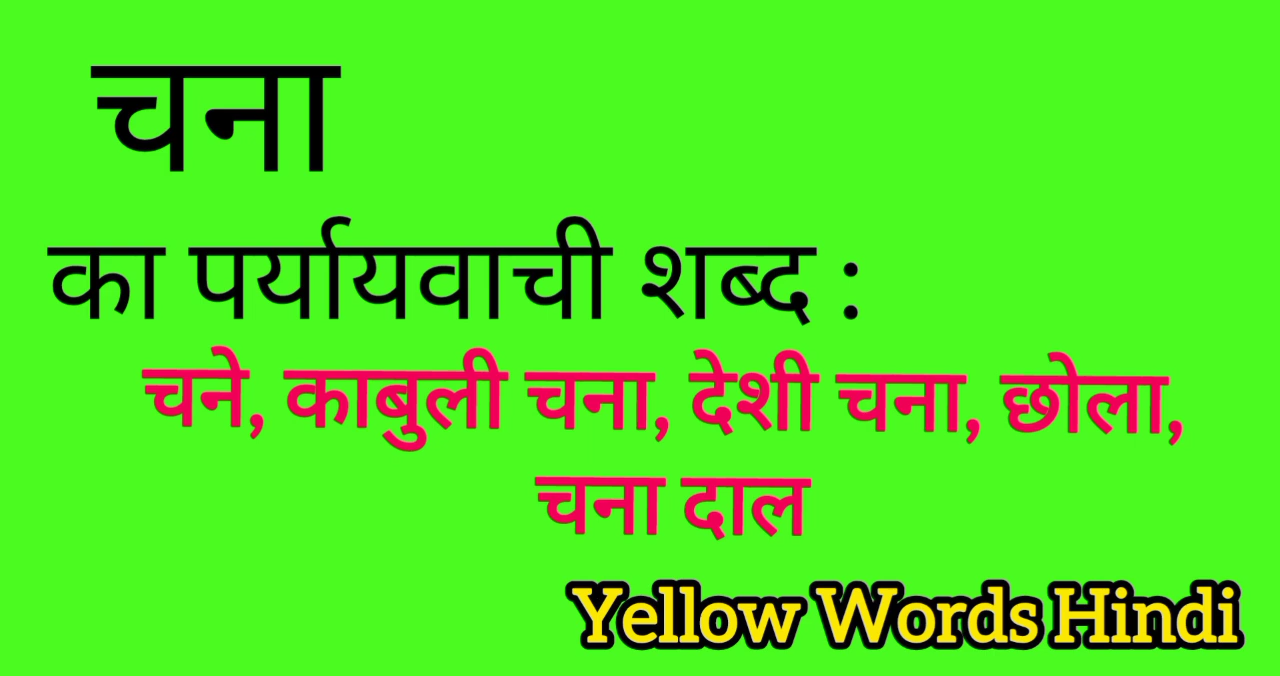 चना
का पर्यायवाची शब्द :
चने, काबुली चना, देशी चना, छोला,
चना दाल
Yellow Words Hindi